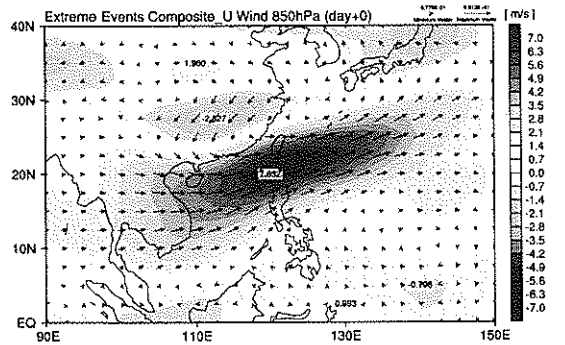 Extreme Events Composite_U Wind 850hPa (day+0)
[m/s]
40N
30N
20N
10N
EQ
90E 110E 130E 150E
1.960
7.0
6.3
5.6
4.9
4.2
3.5
2.8
2.1
1.4
0.7
0.0
-0.7
-1.4
-2.1
-2.8
-3.5
-4.2
-4.9
-5.6
-6.3
-7.0